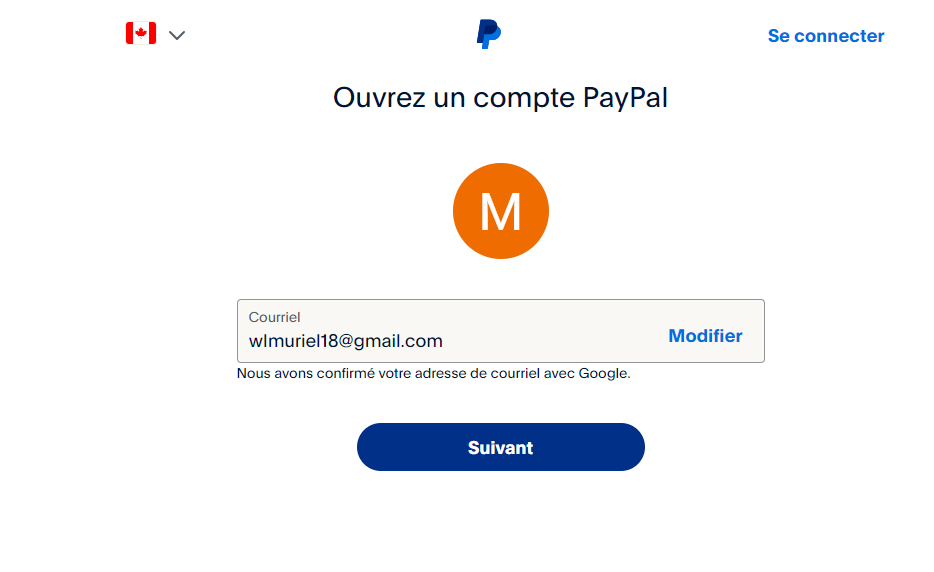 Se connecter
Ouvrez un compte PayPal
M
Courriel
wlmuriel18@gmail.com
Modifier
Nous avons confirmé votre adresse de courriel avec Google.
Suivant